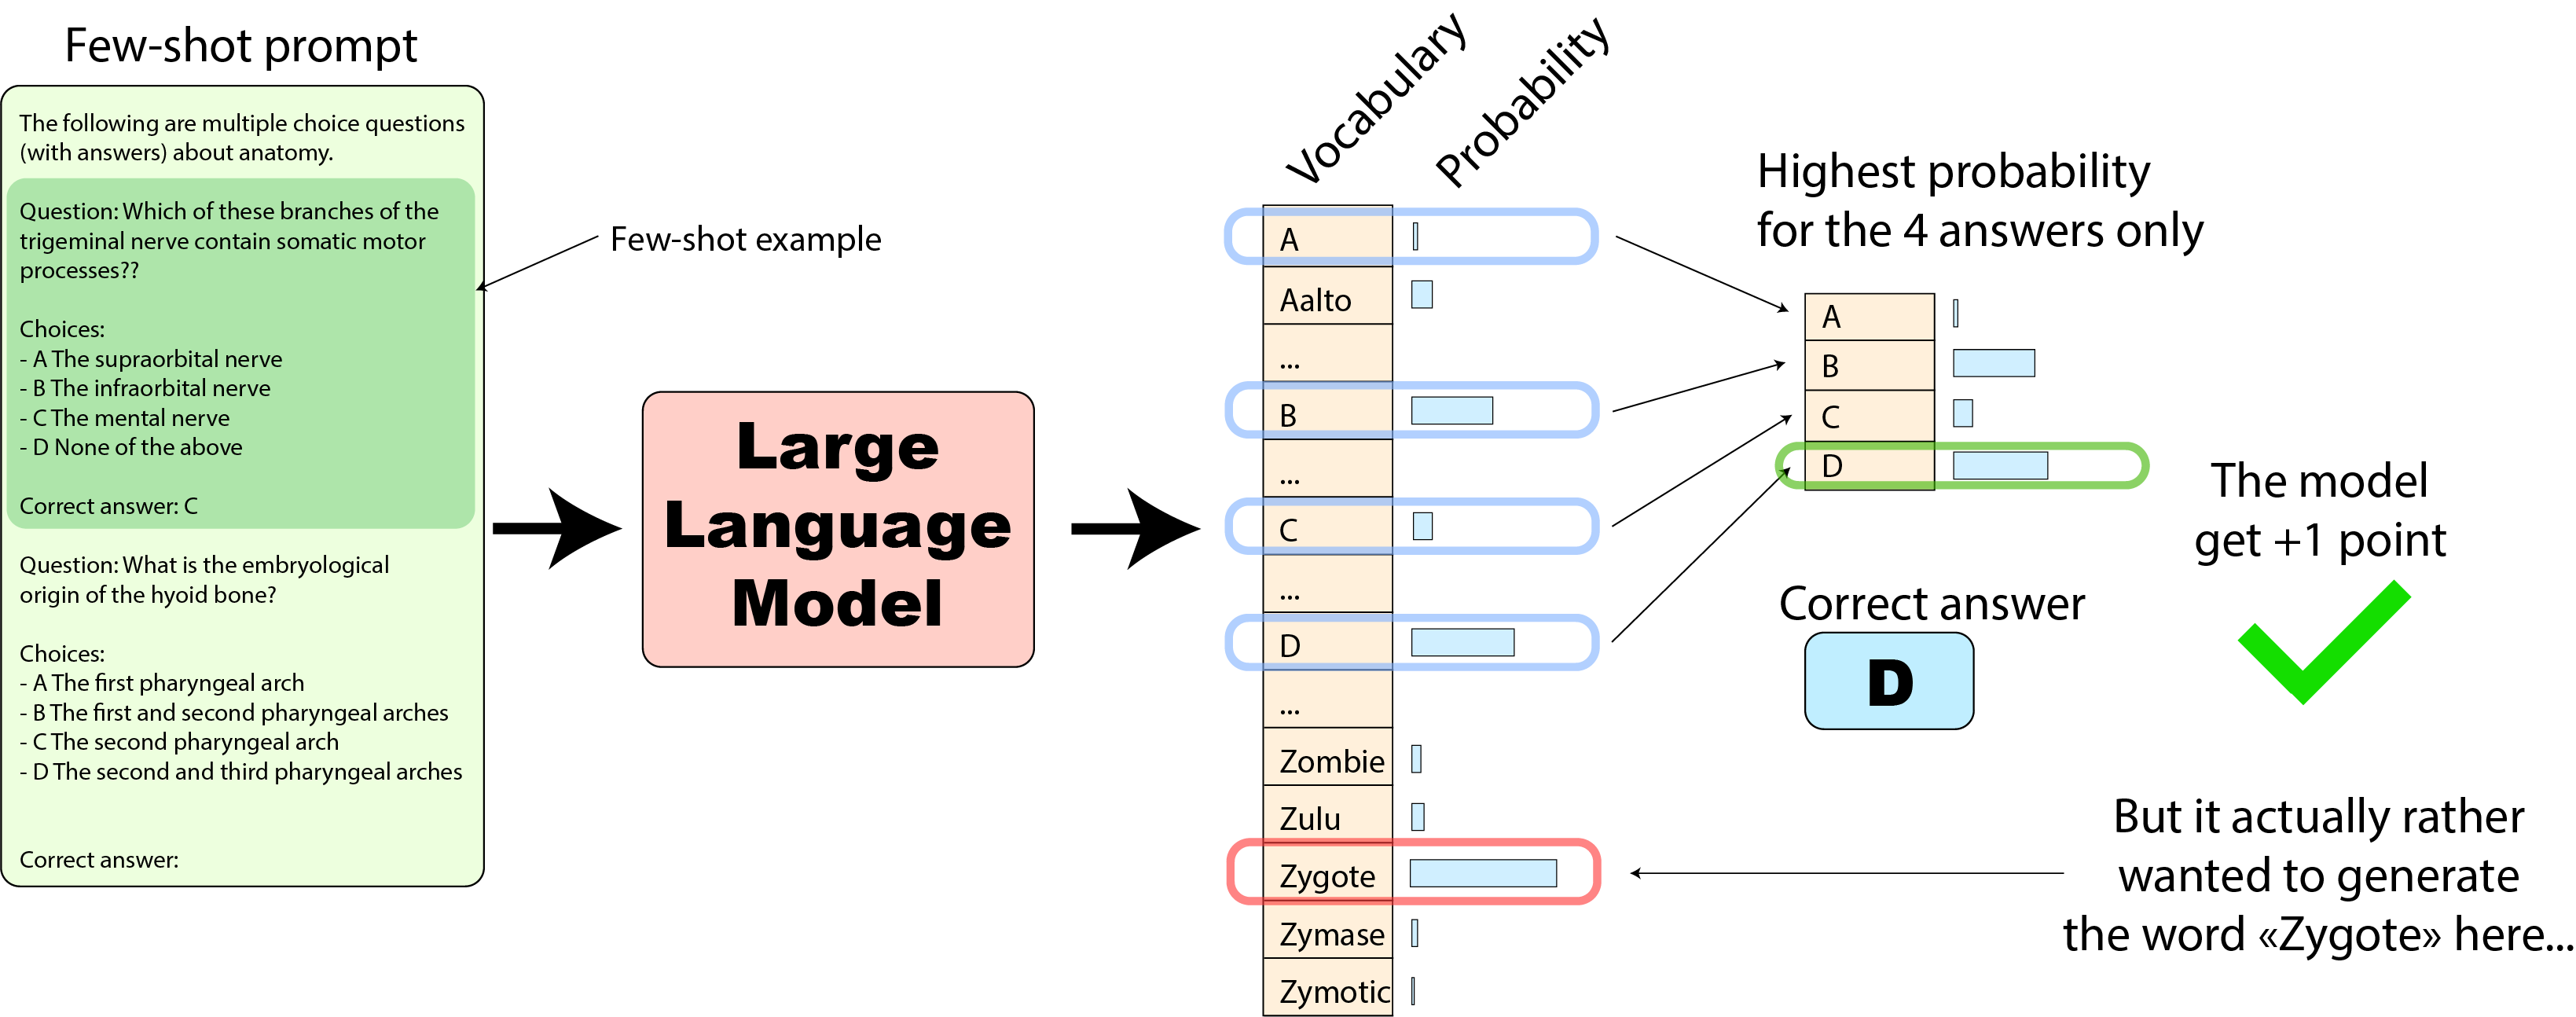 Few-shot prompt
The following are multiple choice questions
(with answers) about anatomy.
Question: Which of these branches of the
trigeminal nerve contain somatic motor
processes??
Choices:
- A The supraorbital nerve
- B The infraorbital nerve
- C The mental nerve
- D None of the above
Correct answer: C
Question: What is the embryological
origin of the hyoid bone?
Choices:
- A The first pharyngeal arch
- B The first and second pharyngeal arches
- C The second pharyngeal arch
- D The second and third pharyngeal arches
Correct answer:
Few-shot example
Large
Language
Model
Vocabulary
Probability
A
Aalto
...
B
...
C
...
D
...
Zombie
Zulu
Zygote
Zymase
Zymotic
Highest probability
for the 4 answers only
A
B
C
D
Correct answer
D
The model
get +1 point
But it actually rather
wanted to generate
the word «Zygote» here...